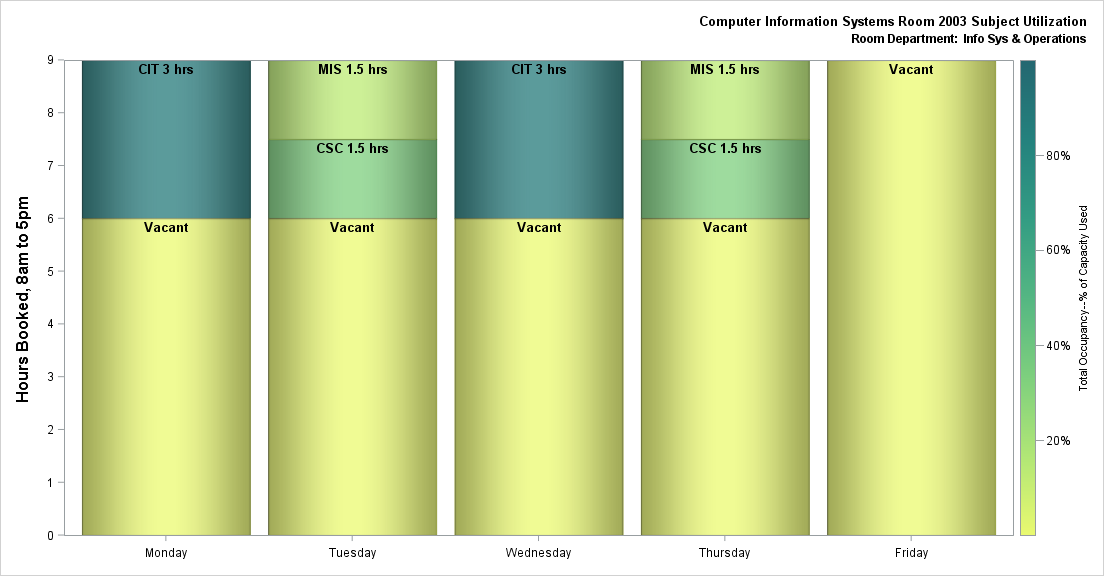 Computer Information Systems Room 2003 Subject Utilization
Room Department: Info Sys & Operations
Hours Booked, 8am to 5pm
9
8
7
6
5
4
3
2
1
0
CIT 3 hrs
Vacant
MIS 1.5 hrs
CSC 1.5 hrs
Vacant
CIT 3 hrs
Vacant
MIS 1.5 hrs
CSC 1.5 hrs
Vacant
Vacant
Monday
Tuesday
Wednesday
Thursday
Friday
80%
60%
40%
20%
Total Occupancy--% of Capacity Used